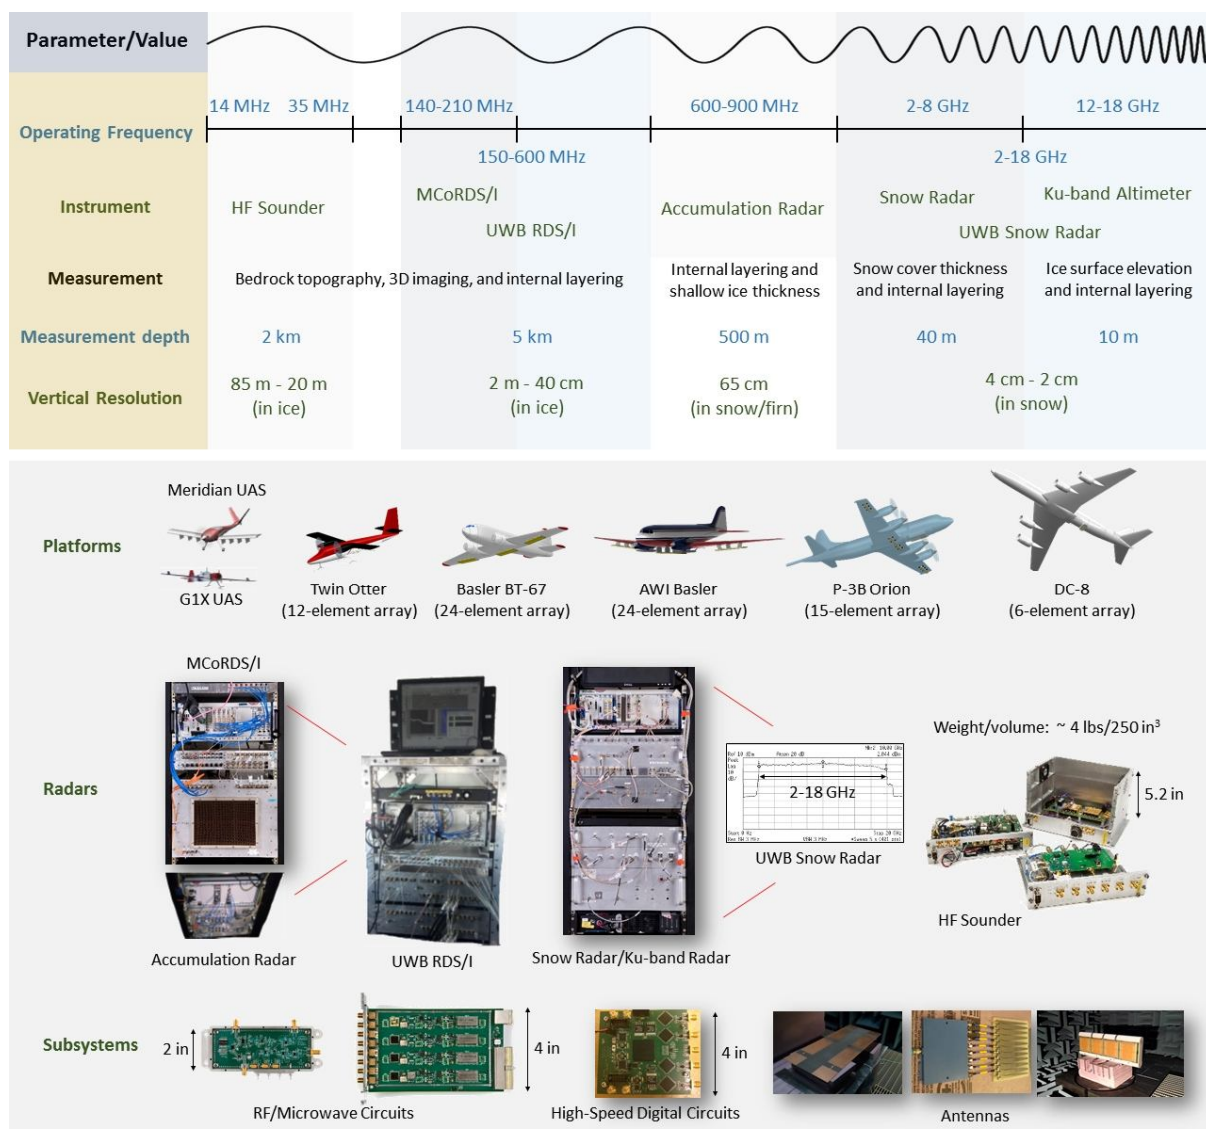 Parameter/Value
14 MHz 35 MHz 140-210 MHz 600-900 MHz 2-8 GHz 12-18 GHz
Operating Frequency
150-600 MHz 2-18 GHz
Instrument
HF Sounder
MCoRDS/I
UWB RDS/I
Accumulation Radar
Snow Radar
Ku-band Altimeter
UWB Snow Radar
Measurement
Bedrock topography, 3D imaging, and internal layering
Internal layering and
shallow ice thickness
Snow cover thickness
and internal layering
Ice surface elevation
and internal layering
Measurement depth 2 km 5 km 500 m 40 m 10 m
Vertical Resolution
85 m - 20 m
(in ice)
2 m - 40 cm
(in ice)
65 cm
(in snow/firn)
4 cm - 2 cm
(in snow)
Platforms
Meridian UAS
G1X UAS
Twin Otter
(12-element array)
Basler BT-67
(24-element array)
AWI Basler
(24-element array)
P-3B Orion
(15-element array)
DC-8
(6-element array)
Radars
MCoRDS/I
Accumulation Radar
UWB RDS/I
Snow Radar/Ku-band Radar
2-18 GHz
UWB Snow Radar
Weight/volume: ~ 4 lbs/250 in³
5.2 in
HF Sounder
Subsystems
2 in
4 in
RF/Microwave Circuits
4 in
High-Speed Digital Circuits
Antennas